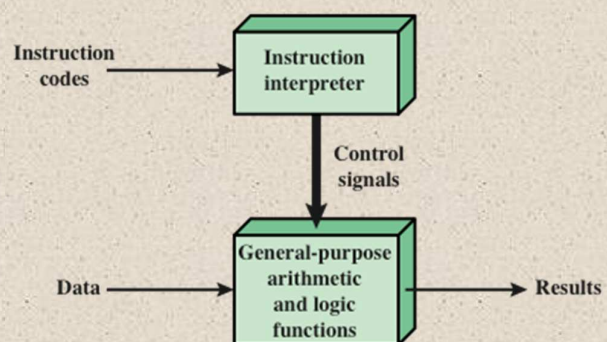 Instruction
codes
Instruction
interpreter
Control
signals
Data
General-purpose
arithmetic
and logic
functions
Results